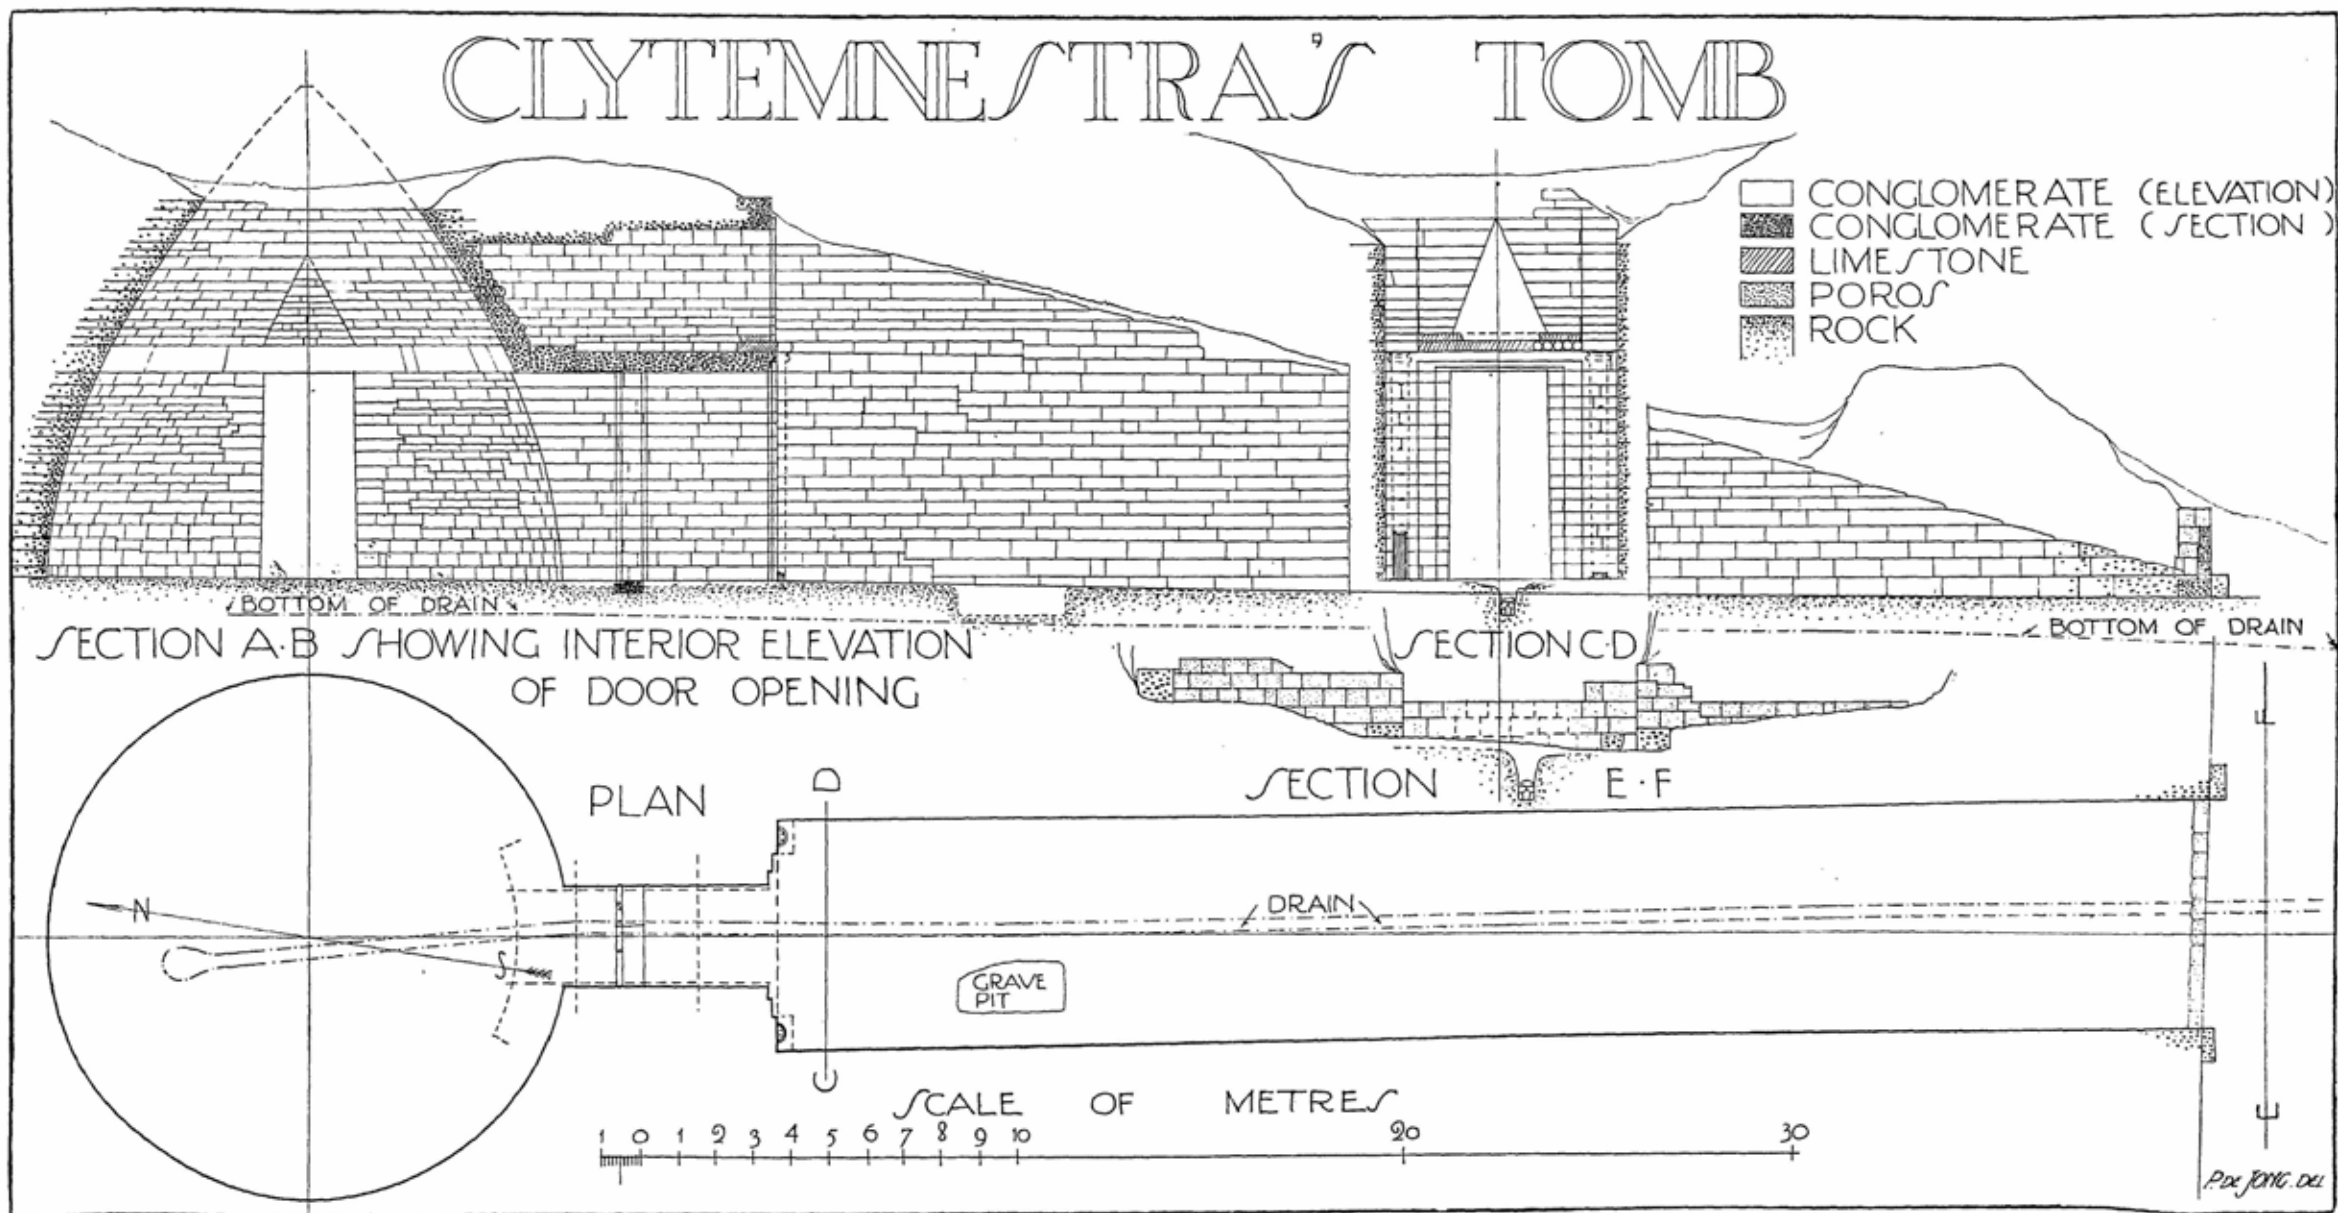 CLYTEMNESTRA'S TOMB
CONGLOMERATE (ELEVATION)
CONGLOMERATE (SECTION)
LIMESTONE
POROS
ROCK
BOTTOM OF DRAIN
BOTTOM OF DRAIN
SECTION A·B SHOWING INTERIOR ELEVATION
OF DOOR OPENING
SECTION C·D
SECTION E·F
PLAN
D
F
N
S
DRAIN
GRAVE
PIT
C
E
SCALE OF METRES
1 0 1 2 3 4 5 6 7 8 9 10 20 30
P. DE JONG. DEL